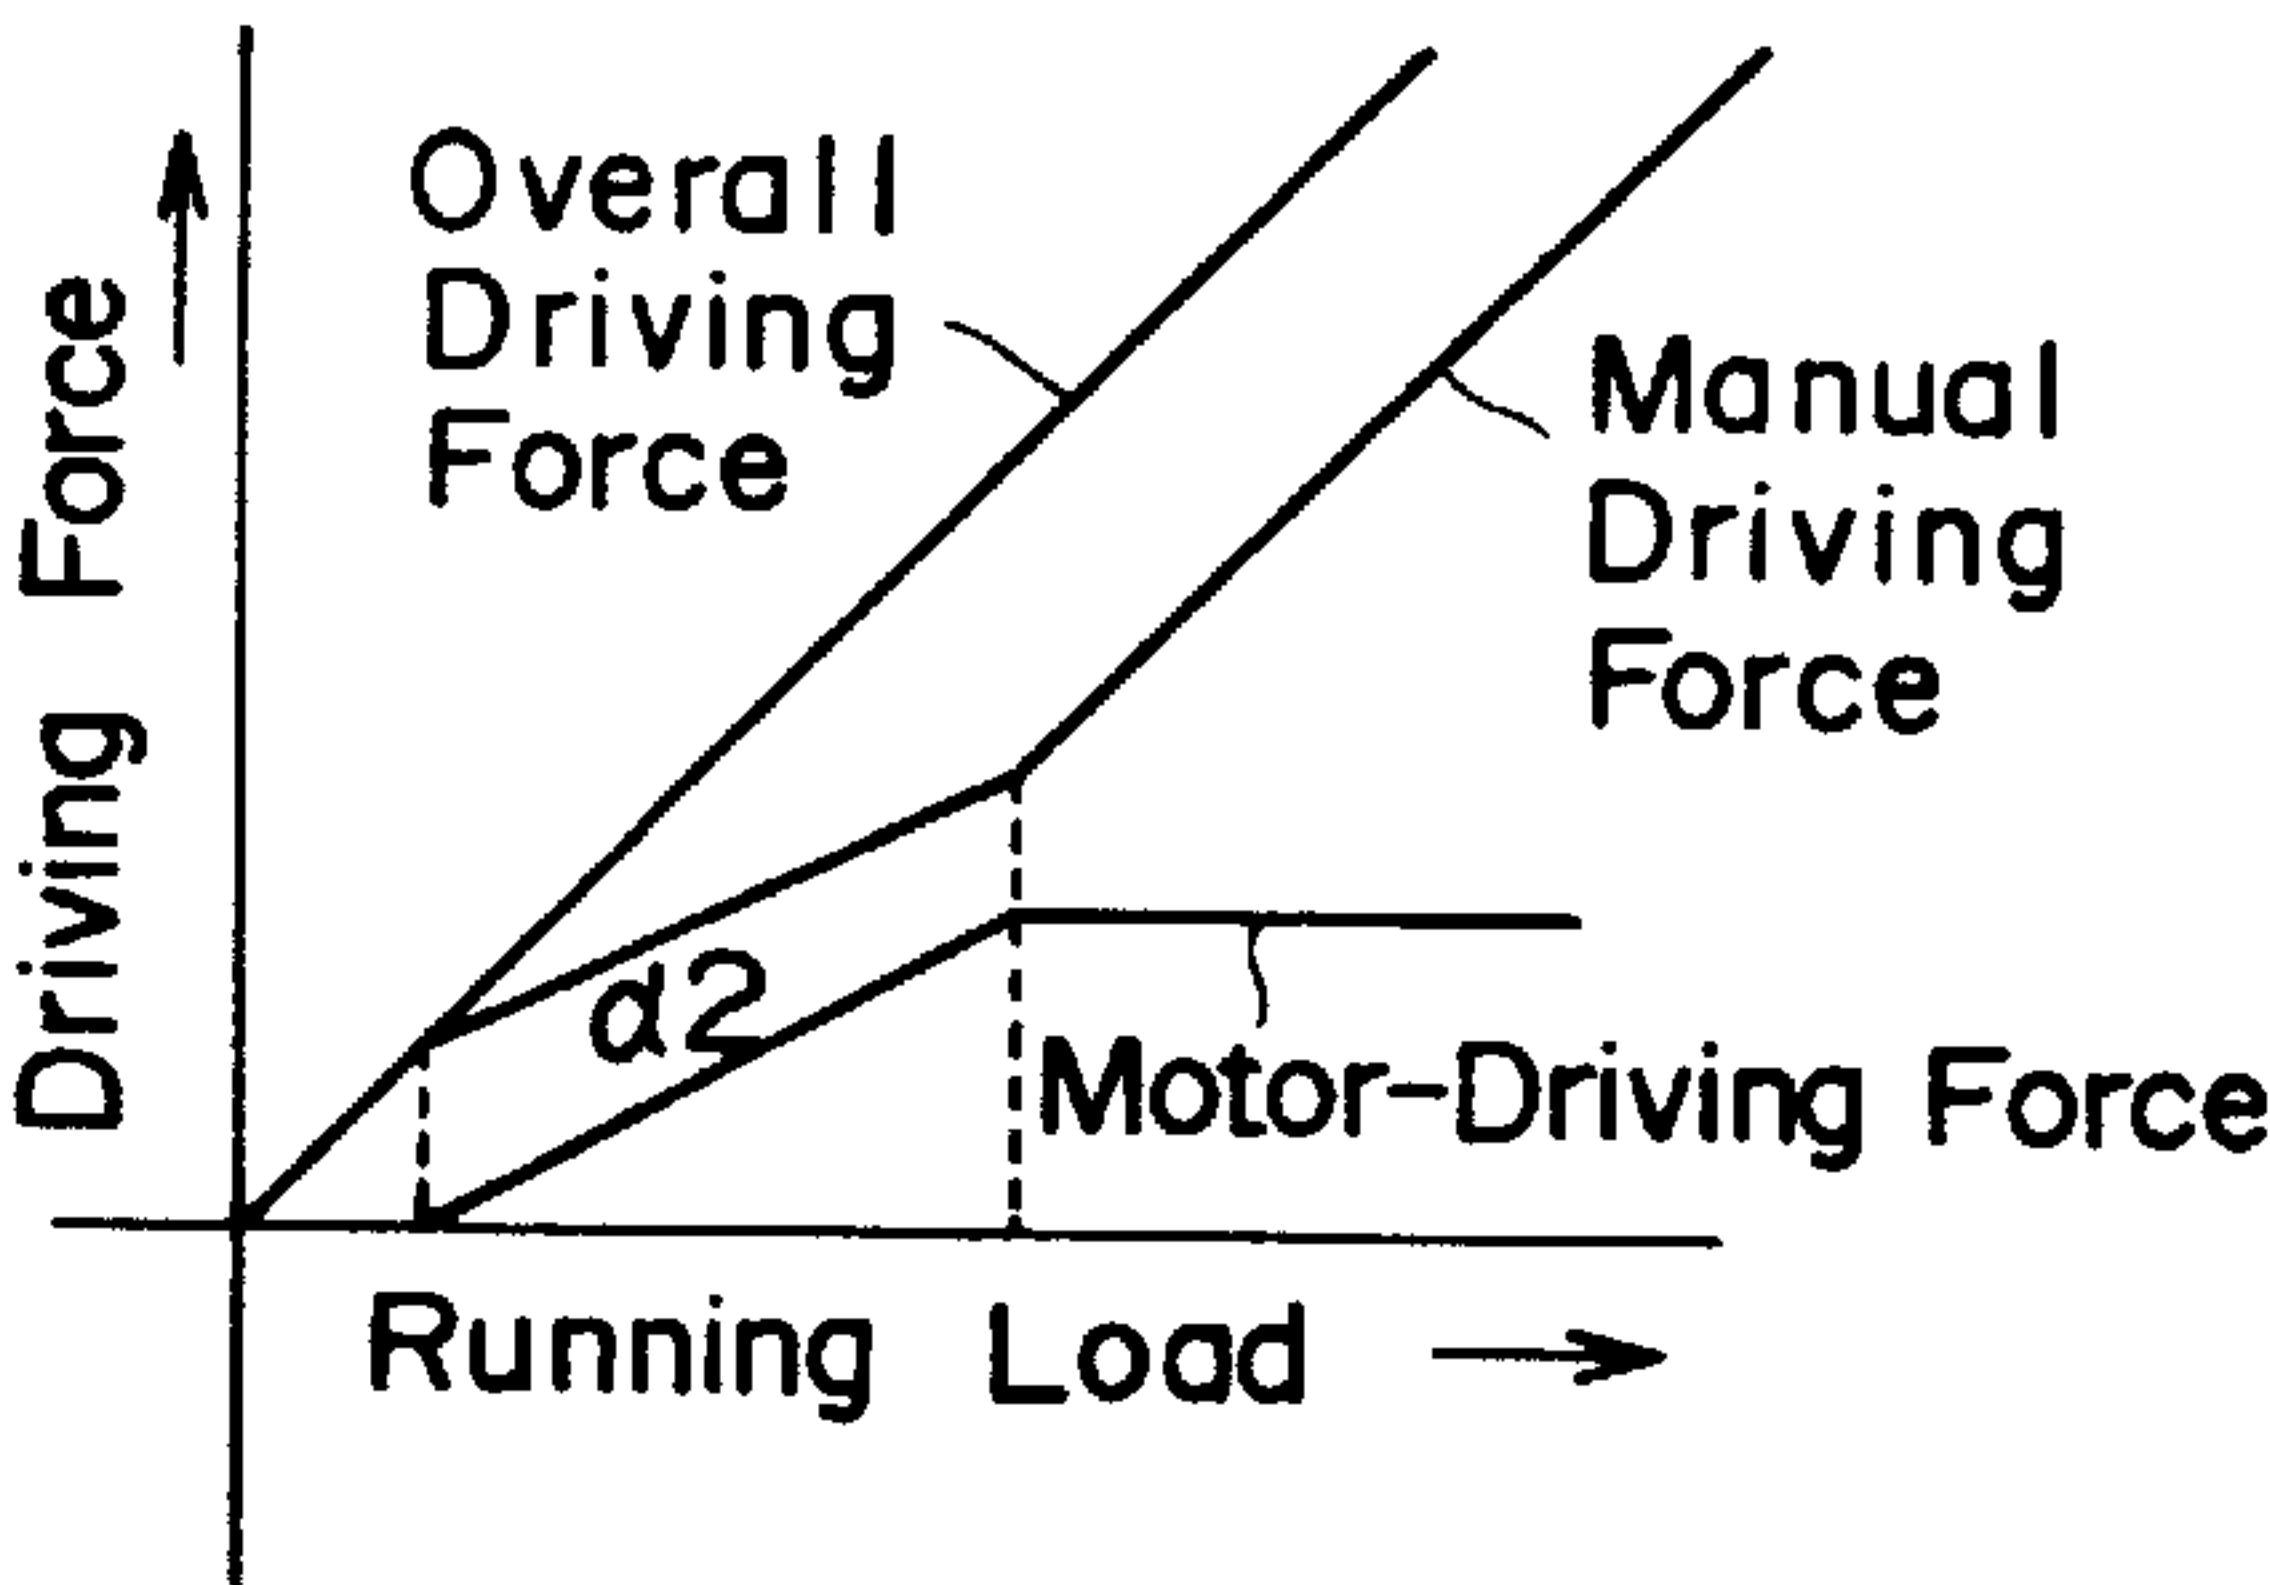 Driving Force
Overall
Driving
Force
Manual
Driving
Force
α2
Motor-Driving Force
Running Load